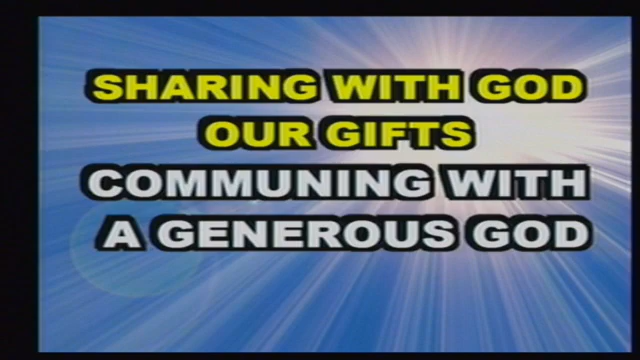 SHARING WITH GOD
OUR GIFTS
COMMUNING WITH
A GENEROUS GOD